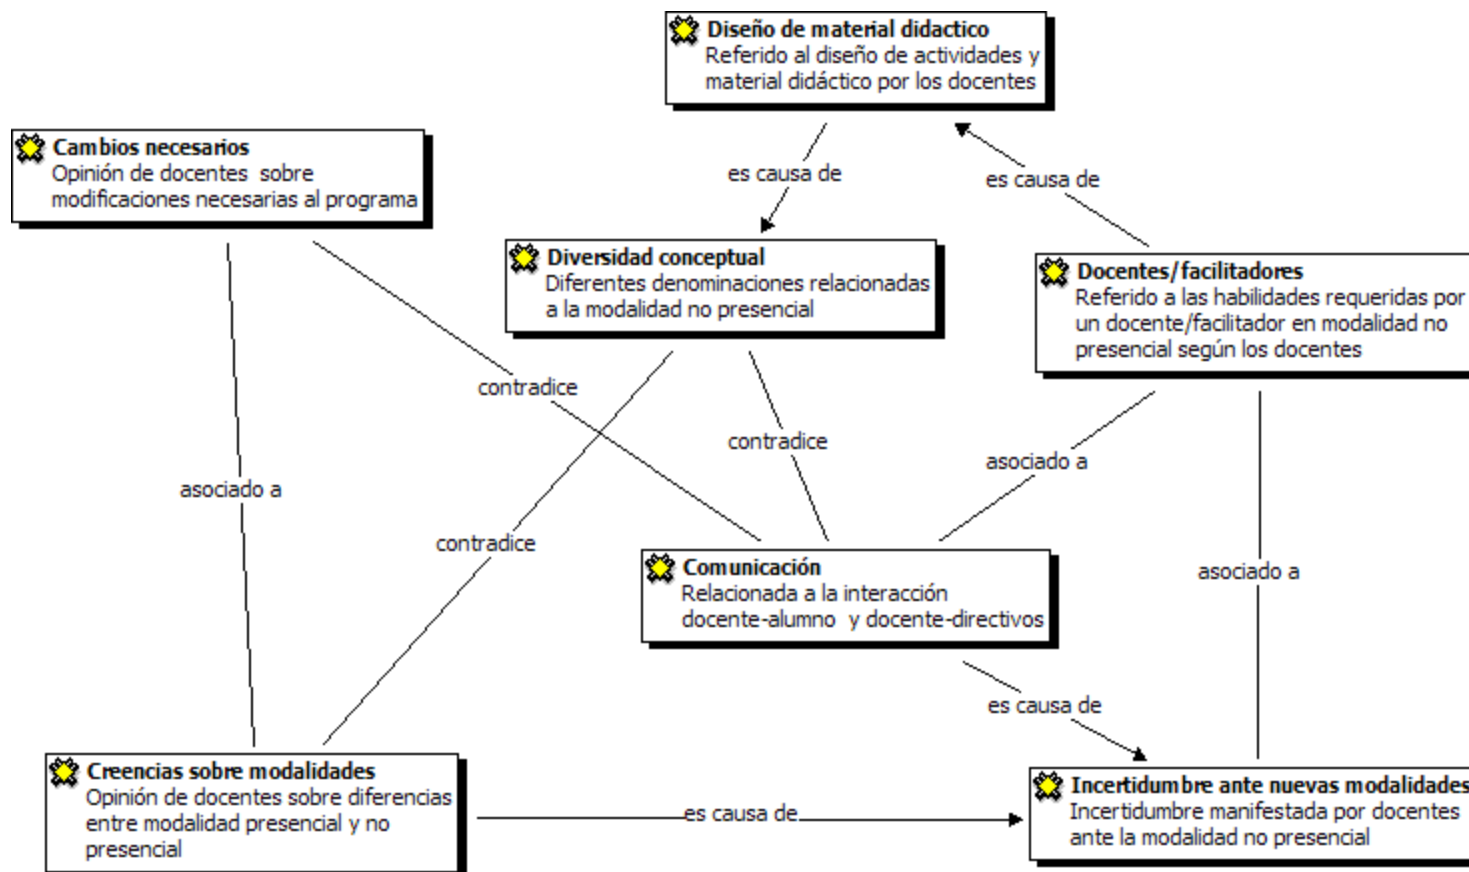 Diseño de material didactico
Referido al diseño de actividades y
material didáctico por los docentes
Cambios necesarios
Opinión de docentes sobre
modificaciones necesarias al programa
es causa de
es causa de
Diversidad conceptual
Diferentes denominaciones relacionadas
a la modalidad no presencial
Docentes/facilitadores
Referido a las habilidades requeridas por
un docente/facilitador en modalidad no
presencial según los docentes
contradice
contradice
asociado a
asociado a
contradice
Comunicación
Relacionada a la interacción
docente-alumno y docente-directivos
asociado a
es causa de
Creencias sobre modalidades
Opinión de docentes sobre diferencias
entre modalidad presencial y no
presencial
es causa de
Incertidumbre ante nuevas modalidades
Incertidumbre manifestada por docentes
ante la modalidad no presencial